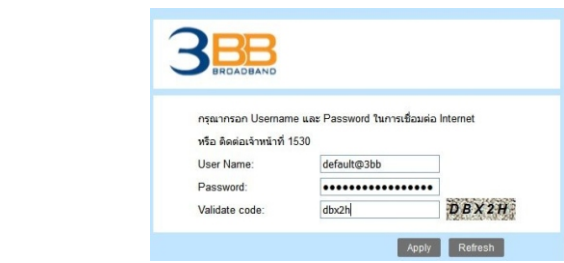 3BB
BROADBAND
กรุณากรอก Username และ Password ในการเชื่อมต่อ Internet
หรือ ติดต่อเจ้าหน้าที่ 1530
User Name: default@3bb
Password: •••••••••••••••••
Validate code: dbx2h DBX2H
Apply Refresh